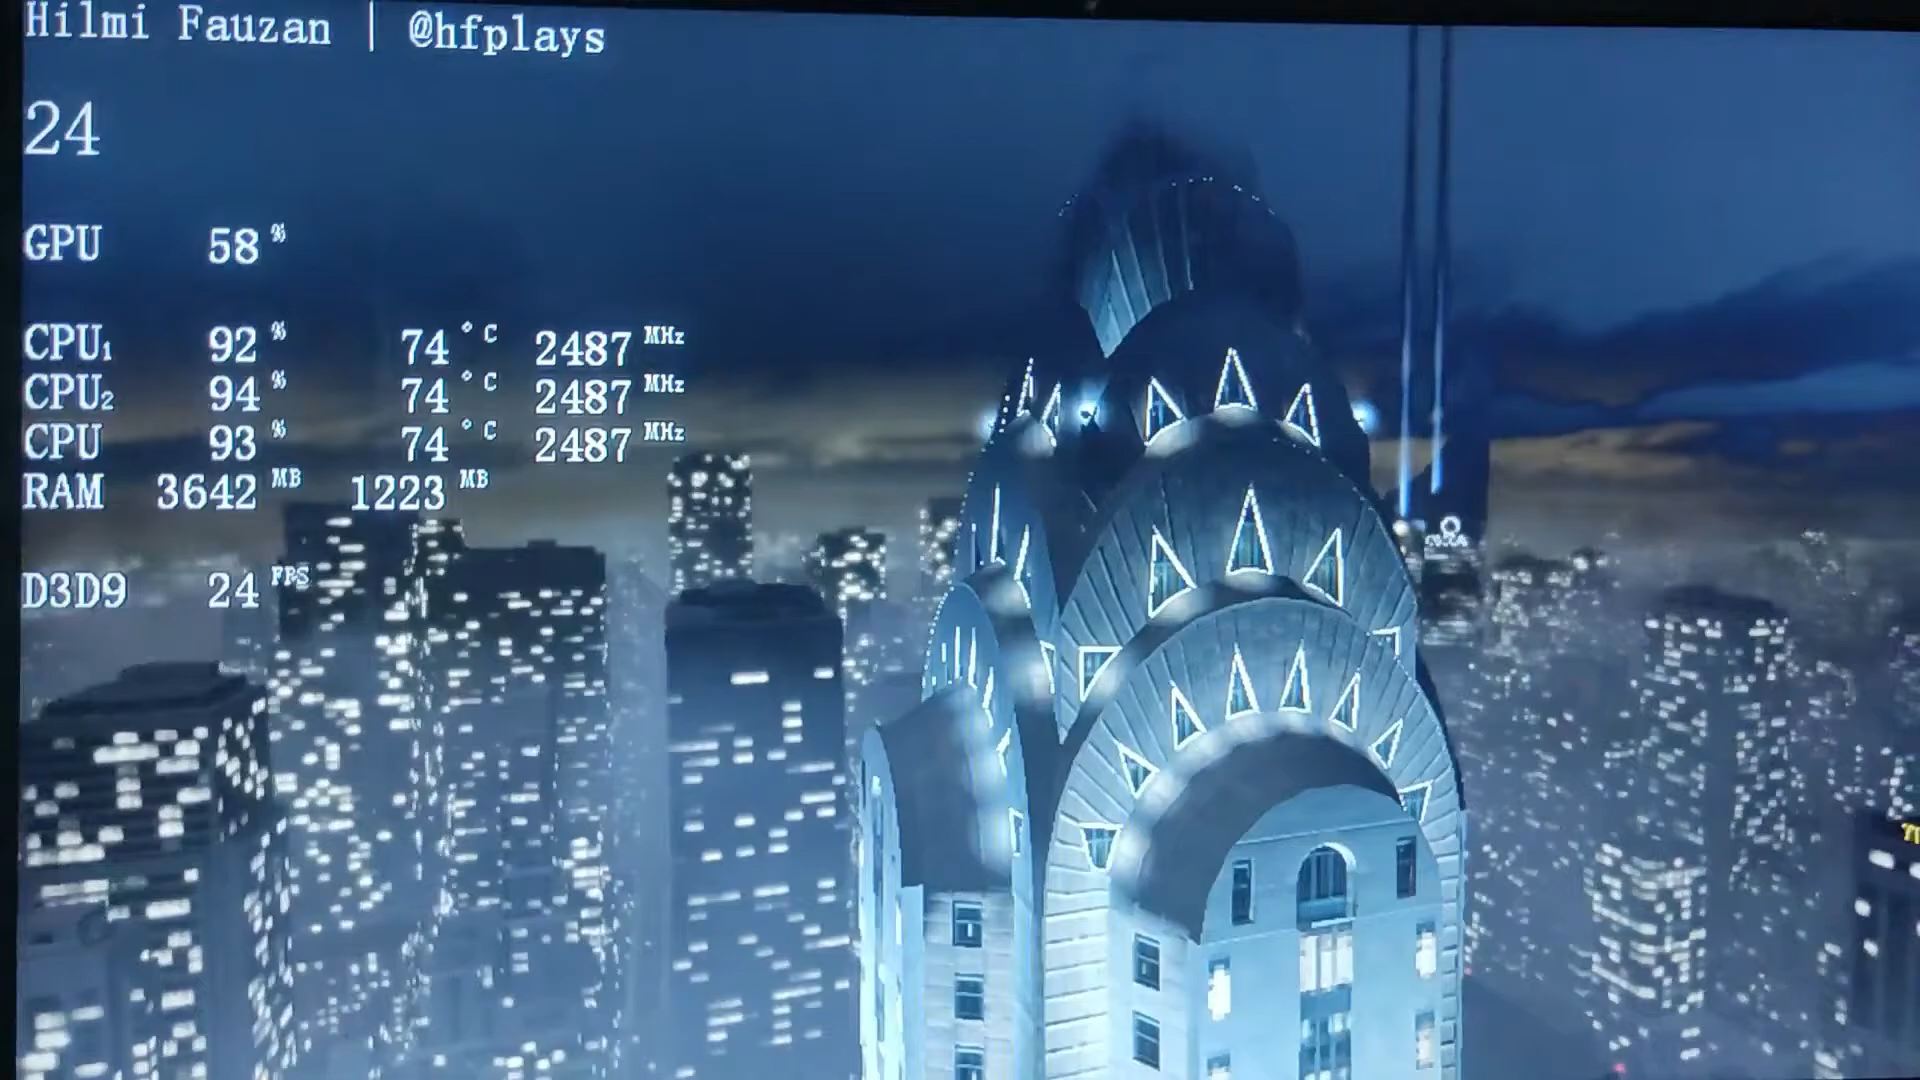 Hilmi Fauzan | @hfplays
24
GPU 58 %
CPU1 92 % 74 °C 2487 MHz
CPU2 94 % 74 °C 2487 MHz
CPU 93 % 74 °C 2487 MHz
RAM 3642 MB 1223 MB
D3D9 24 FPS